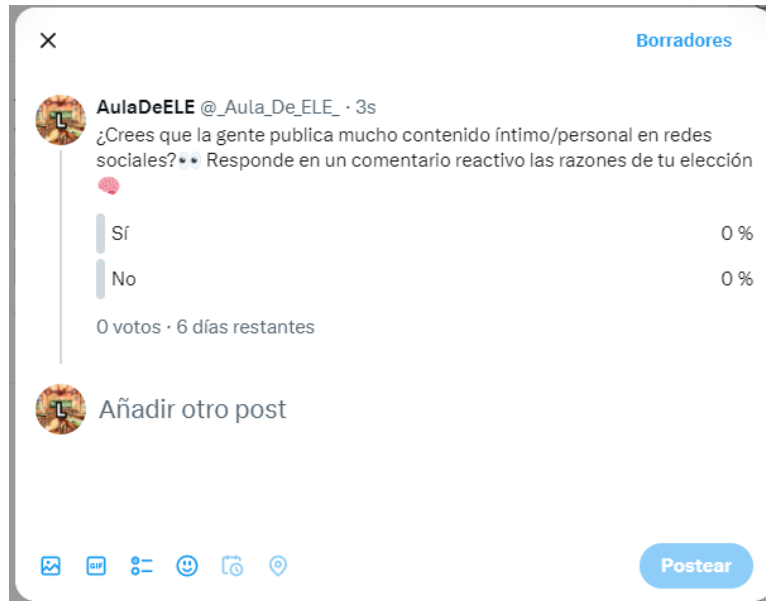 Borradores
AulaDeELE @_Aula_De_ELE_ · 3s
¿Crees que la gente publica mucho contenido íntimo/personal en redes
sociales?👀 Responde en un comentario reactivo las razones de tu elección
🧠
Sí 0 %
No 0 %
0 votos · 6 días restantes
Añadir otro post
GIF
Postear